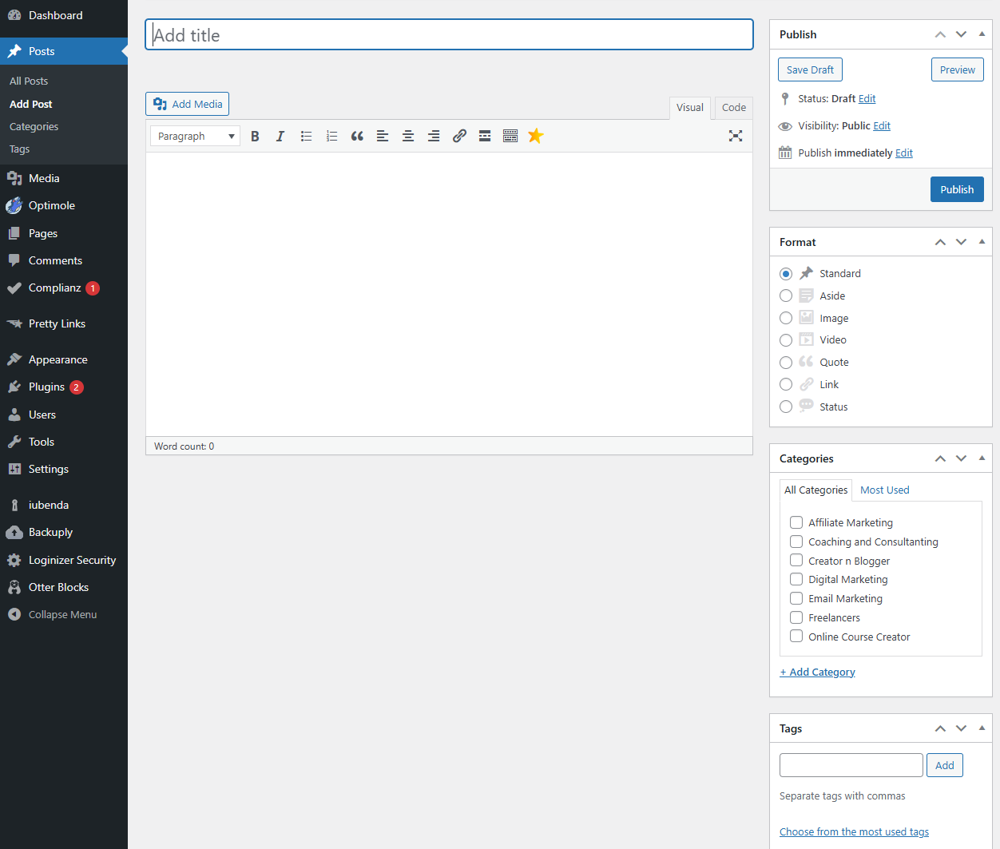 Dashboard
Posts
All Posts
Add Post
Categories
Tags
Media
Optimole
Pages
Comments
Complianz 1
Pretty Links
Appearance
Plugins 2
Users
Tools
Settings
iubenda
Backuply
Loginizer Security
Otter Blocks
Collapse Menu
Add title
Add Media
Visual Code
Paragraph B I
Word count: 0
Publish
Save Draft Preview
Status: Draft Edit
Visibility: Public Edit
Publish immediately Edit
Publish
Format
Standard
Aside
Image
Video
Quote
Link
Status
Categories
All Categories Most Used
Affiliate Marketing
Coaching and Consultanting
Creator n Blogger
Digital Marketing
Email Marketing
Freelancers
Online Course Creator
+ Add Category
Tags
Add
Separate tags with commas
Choose from the most used tags